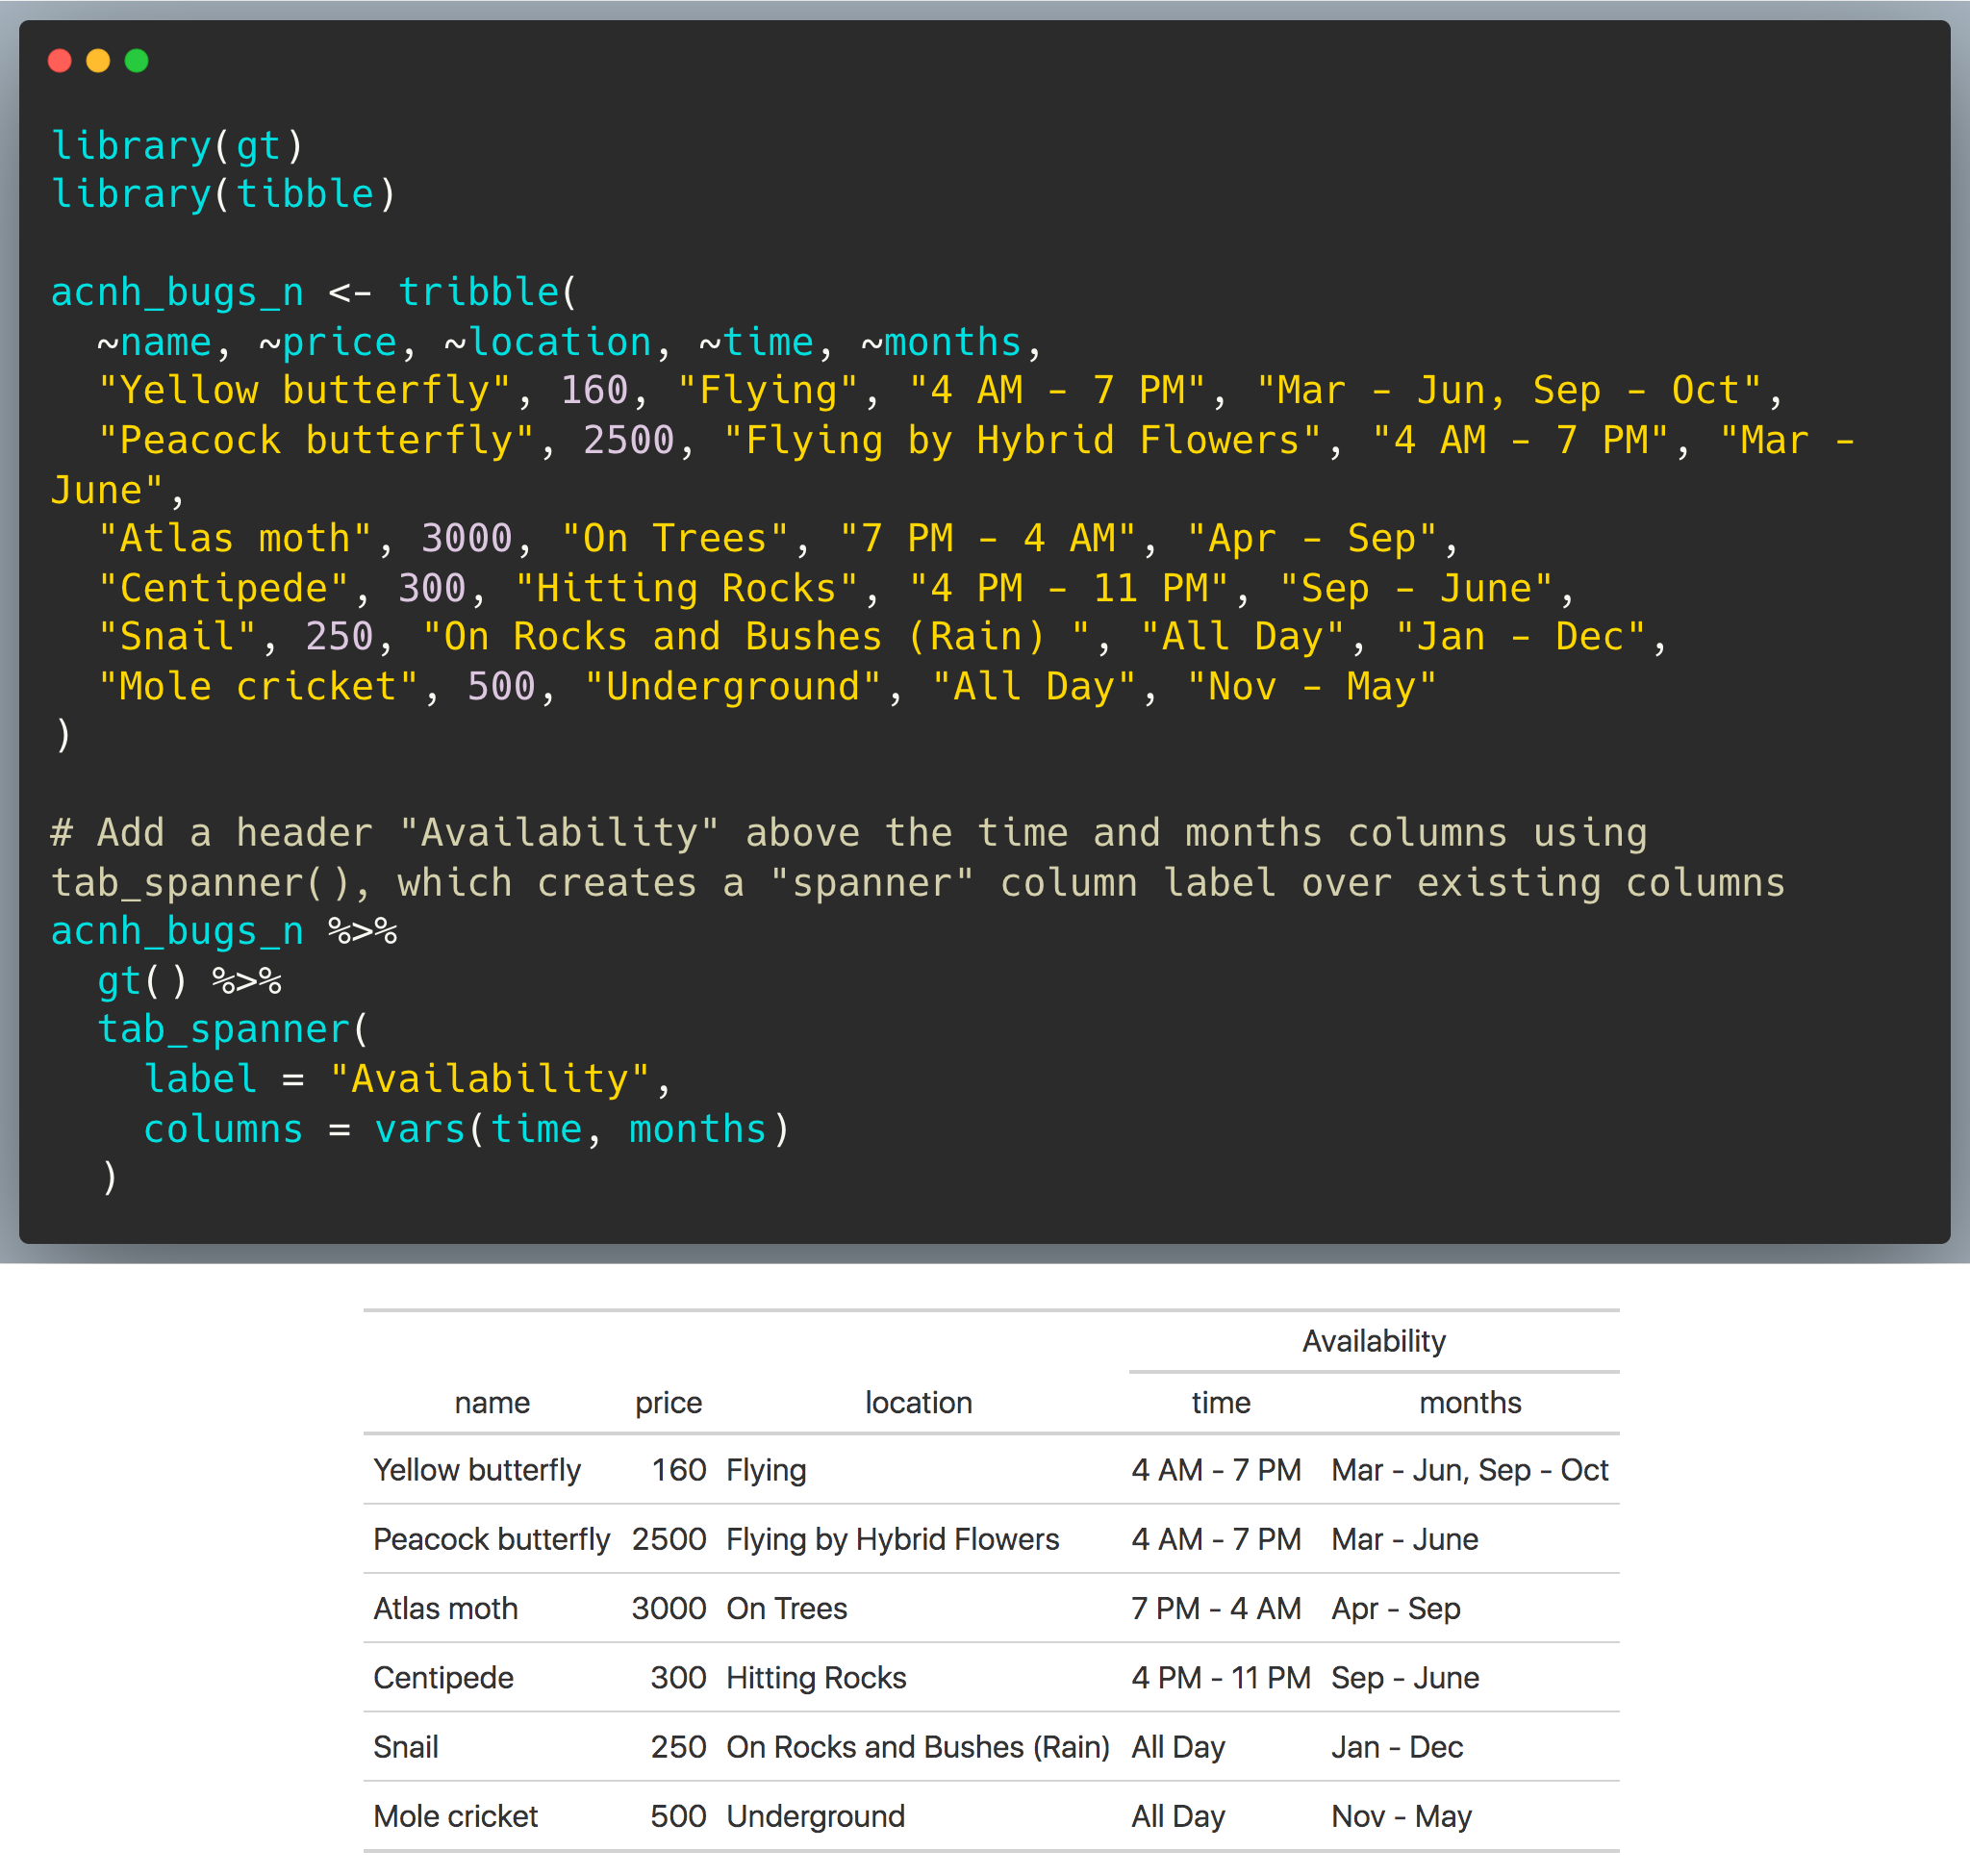 library(gt)
library(tibble)

acnh_bugs_n <- tribble(
  ~name, ~price, ~location, ~time, ~months,
  "Yellow butterfly", 160, "Flying", "4 AM - 7 PM", "Mar - Jun, Sep - Oct",
  "Peacock butterfly", 2500, "Flying by Hybrid Flowers", "4 AM - 7 PM", "Mar -
June",
  "Atlas moth", 3000, "On Trees", "7 PM - 4 AM", "Apr - Sep",
  "Centipede", 300, "Hitting Rocks", "4 PM - 11 PM", "Sep - June",
  "Snail", 250, "On Rocks and Bushes (Rain) ", "All Day", "Jan - Dec",
  "Mole cricket", 500, "Underground", "All Day", "Nov - May"
)

# Add a header "Availability" above the time and months columns using
tab_spanner(), which creates a "spanner" column label over existing columns
acnh_bugs_n %>%
  gt() %>%
  tab_spanner(
    label = "Availability",
    columns = vars(time, months)
  )

Availability
name price location time months
Yellow butterfly 160 Flying 4 AM - 7 PM Mar - Jun, Sep - Oct
Peacock butterfly 2500 Flying by Hybrid Flowers 4 AM - 7 PM Mar - June
Atlas moth 3000 On Trees 7 PM - 4 AM Apr - Sep
Centipede 300 Hitting Rocks 4 PM - 11 PM Sep - June
Snail 250 On Rocks and Bushes (Rain) All Day Jan - Dec
Mole cricket 500 Underground All Day Nov - May